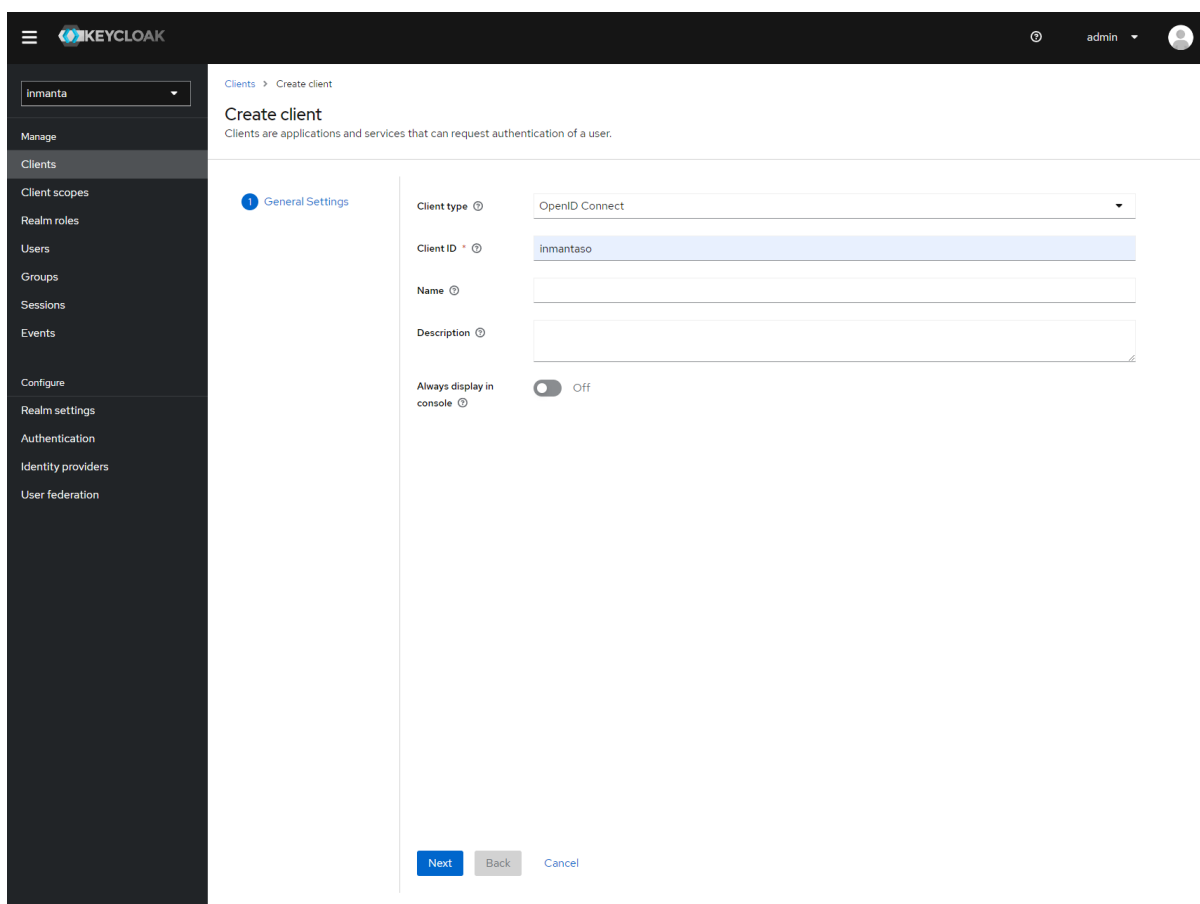 KEYCLOAK
admin
inmanta
Manage
Clients
Client scopes
Realm roles
Users
Groups
Sessions
Events
Configure
Realm settings
Authentication
Identity providers
User federation
Clients > Create client
Create client
Clients are applications and services that can request authentication of a user.
1 General Settings
Client type OpenID Connect
Client ID * inmantaso
Name
Description
Always display in
console
Off
Next Back Cancel